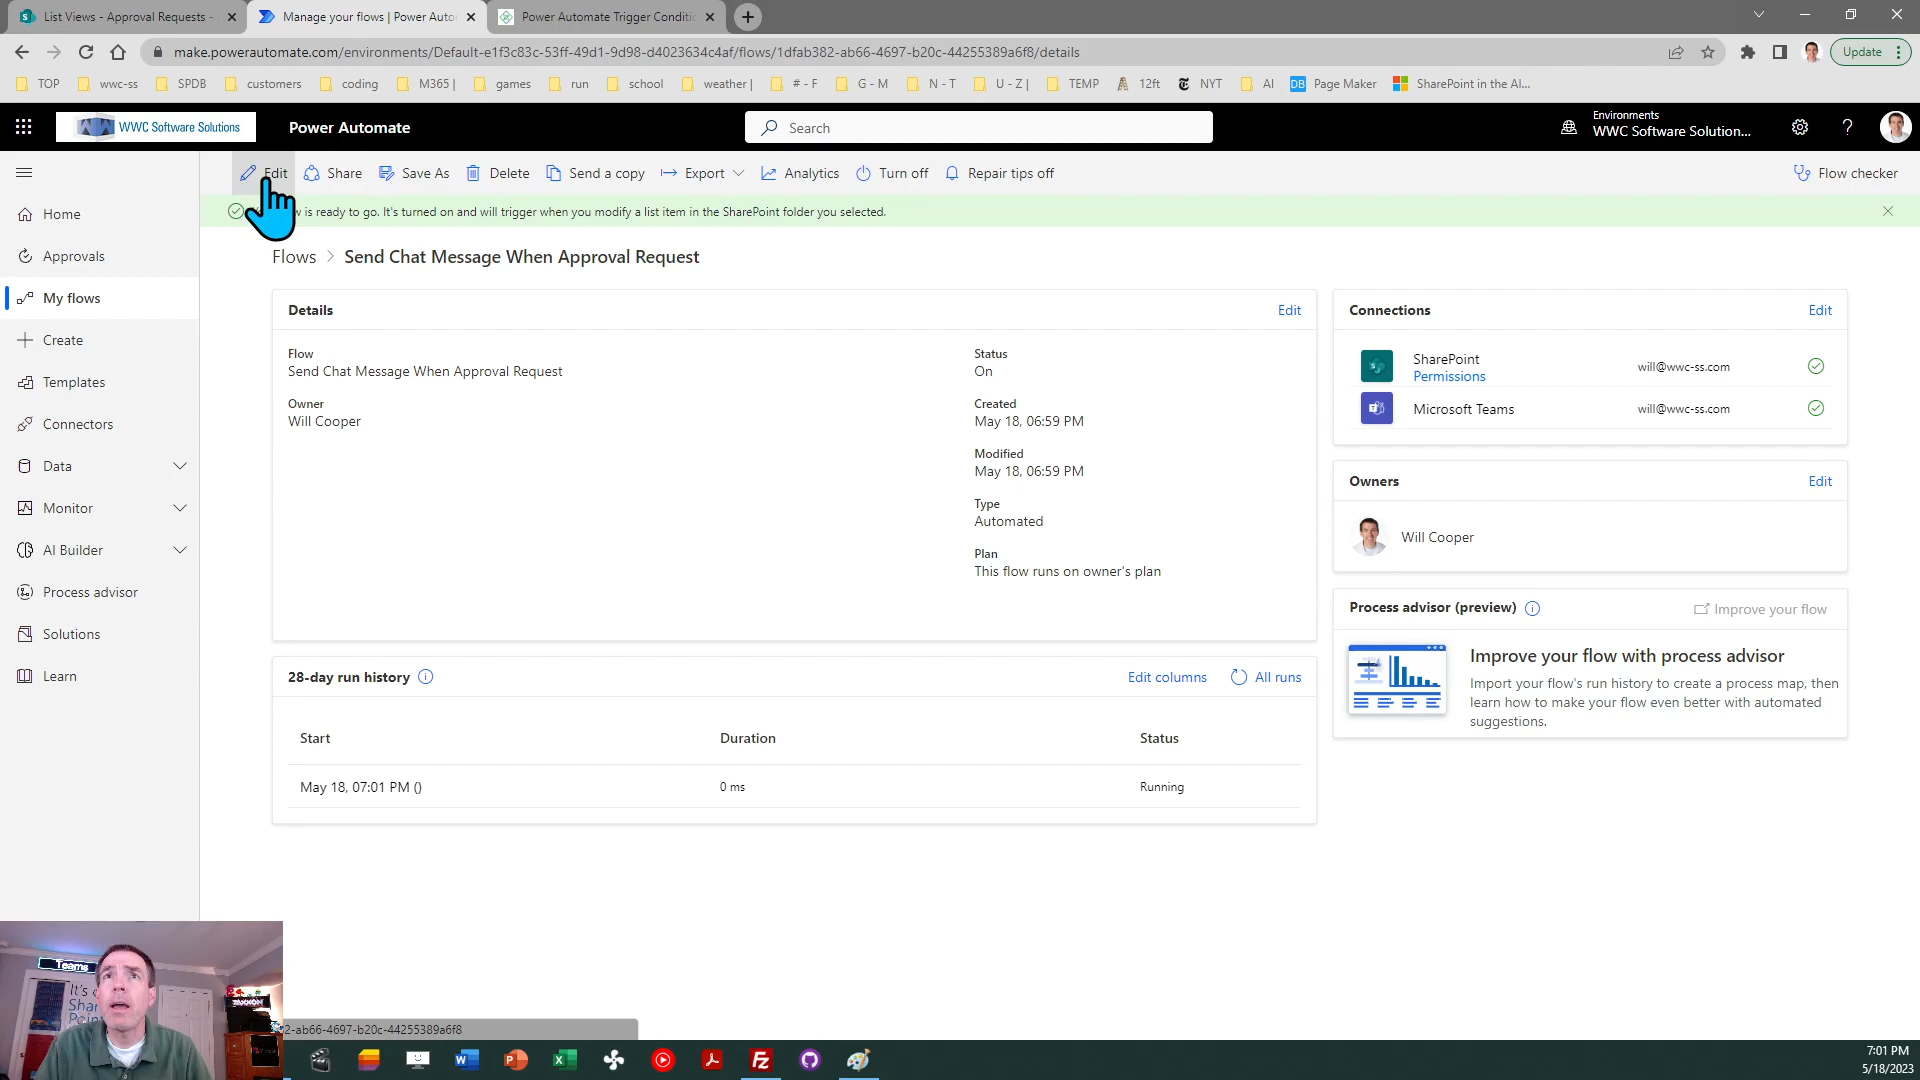 List Views - Approval Requests -
Manage your flows | Power Auto
Power Automate Trigger Conditio
make.powerautomate.com/environments/Default-e1f3c83c-53ff-49d1-9d98-d4023634c4af/flows/1dfab382-ab66-4697-b20c-44255389a6f8/details
Update
TOP
wwc-ss
SPDB
customers
coding
M365 |
games
run
school
weather |
# - F
G - M
N - T
U - Z |
TEMP
12ft
NYT
AI
Page Maker
SharePoint in the AI...
WWC Software Solutions
Power Automate
Search
Environments
WWC Software Solution...
Edit
Share
Save As
Delete
Send a copy
Export
Analytics
Turn off
Repair tips off
Flow checker
is ready to go. It's turned on and will trigger when you modify a list item in the SharePoint folder you selected.
Home
Approvals
My flows
Create
Templates
Connectors
Data
Monitor
AI Builder
Process advisor
Solutions
Learn
Flows > Send Chat Message When Approval Request
Details
Edit
Flow
Send Chat Message When Approval Request
Owner
Will Cooper
Status
On
Created
May 18, 06:59 PM
Modified
May 18, 06:59 PM
Type
Automated
Plan
This flow runs on owner's plan
28-day run history
Edit columns
All runs
Start
Duration
Status
May 18, 07:01 PM ()
0 ms
Running
Connections
Edit
SharePoint
Permissions
will@wwc-ss.com
Microsoft Teams
will@wwc-ss.com
Owners
Edit
Will Cooper
Process advisor (preview)
Improve your flow
Improve your flow with process advisor
Import your flow's run history to create a process map, then
learn how to make your flow even better with automated
suggestions.
Teams
It's
Shar
Poin
2-ab66-4697-b20c-44255389a6f8
7:01 PM
5/18/2023